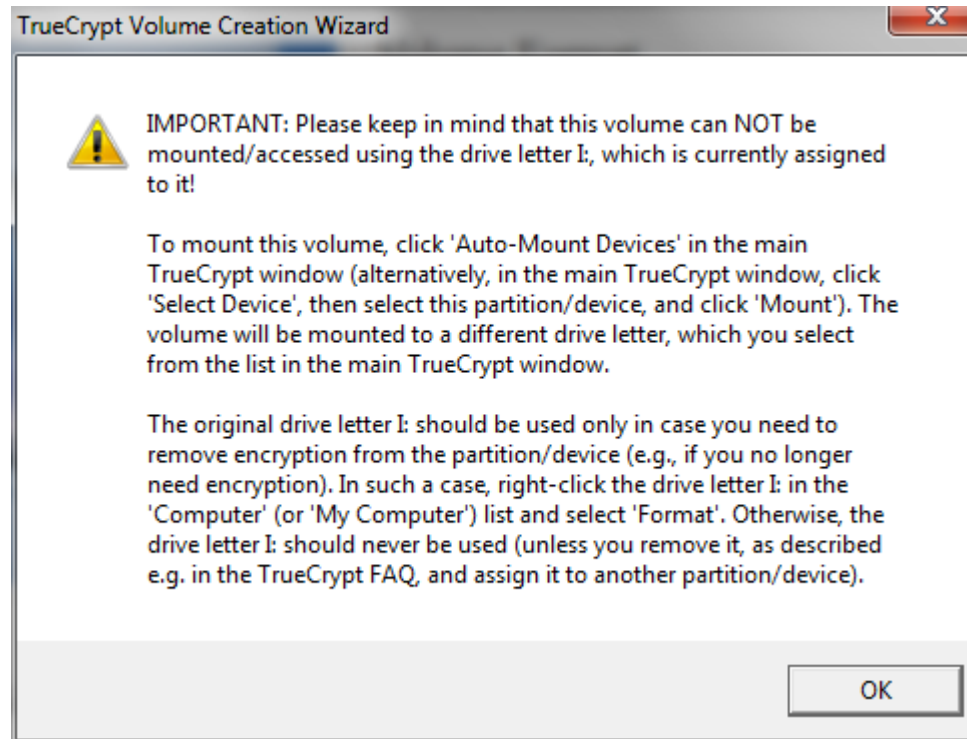 TrueCrypt Volume Creation Wizard
IMPORTANT: Please keep in mind that this volume can NOT be
mounted/accessed using the drive letter I:, which is currently assigned
to it!
To mount this volume, click 'Auto-Mount Devices' in the main
TrueCrypt window (alternatively, in the main TrueCrypt window, click
'Select Device', then select this partition/device, and click 'Mount'). The
volume will be mounted to a different drive letter, which you select
from the list in the main TrueCrypt window.
The original drive letter I: should be used only in case you need to
remove encryption from the partition/device (e.g., if you no longer
need encryption). In such a case, right-click the drive letter I: in the
'Computer' (or 'My Computer') list and select 'Format'. Otherwise, the
drive letter I: should never be used (unless you remove it, as described
e.g. in the TrueCrypt FAQ, and assign it to another partition/device).
OK